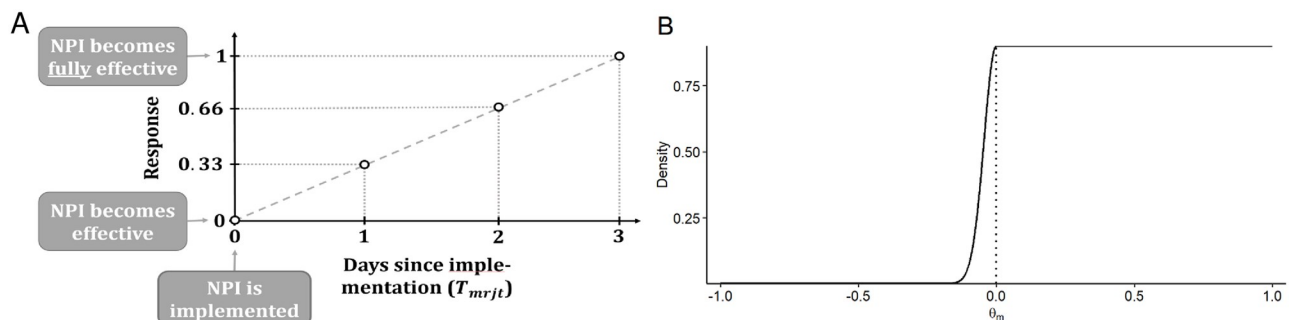 A
NPI becomes
fully effective
NPI becomes
effective
Response
1
0.66
0.33
0
0 1 2 3
Days since imple-
mentation (T_mrjt)
NPI is
implemented
B
Density
0.75
0.50
0.25
-1.0 -0.5 0.0 0.5 1.0
θm